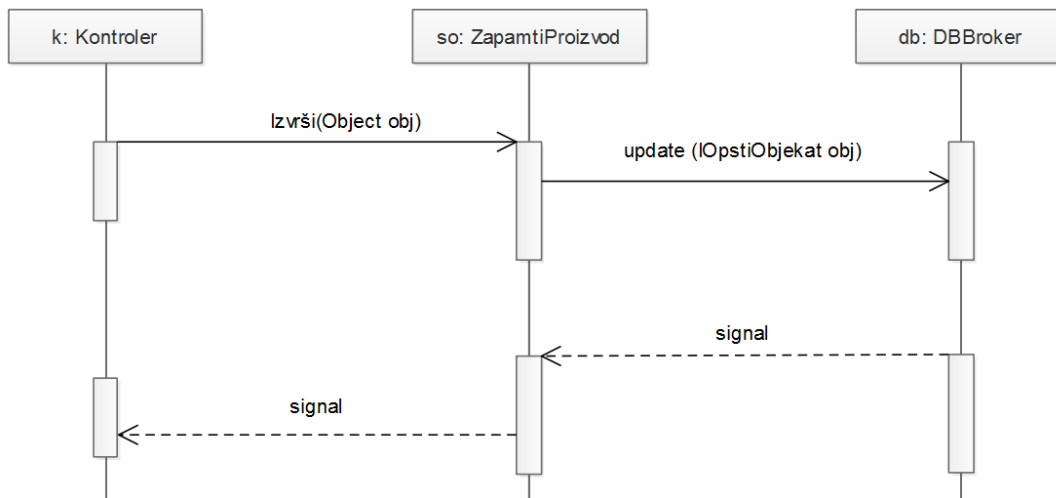 k: Kontroler
so: ZapamtiProizvod
db: DBBroker
Izvrši(Object obj)
update (IOpstiObjekat obj)
signal
signal